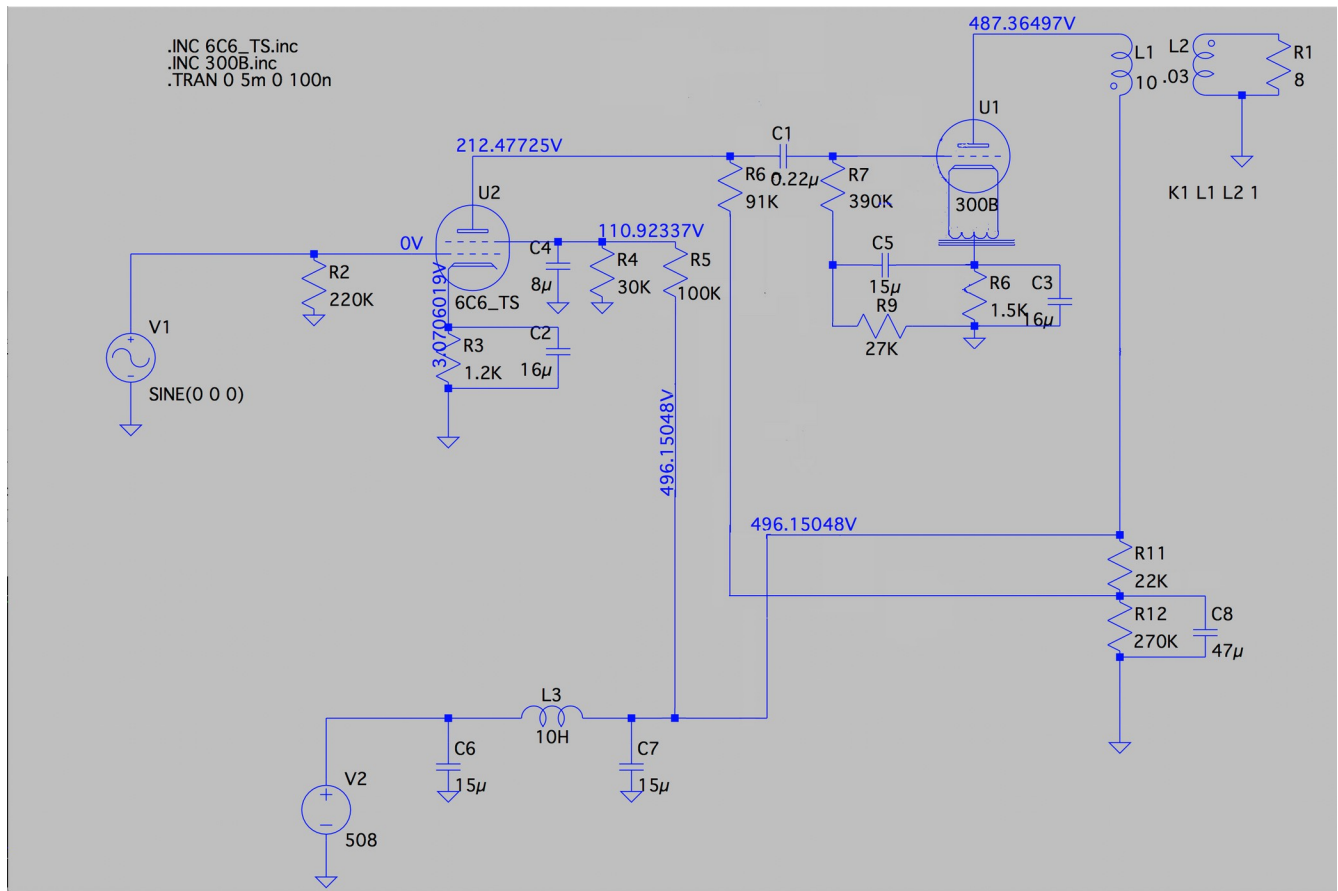 .INC 6C6_TS.inc
.INC 300B.inc
.TRAN 0 5m 0 100n
487.36497V
L1
10
L2
.03
R1
8
K1 L1 L2 1
U1
300B
212.47725V
U2
6C6_TS
0V
3.0706019V
C1
0.22µ
R6
91K
R7
390K
110.92337V
C4
8µ
R4
30K
R5
100K
R2
220K
V1
SINE(0 0 0)
R3
1.2K
C2
16µ
C5
15µ
R9
27K
R6
1.5K
C3
16µ
496.15048V
496.15048V
R11
22K
R12
270K
C8
47µ
L3
10H
C6
15µ
C7
15µ
V2
508